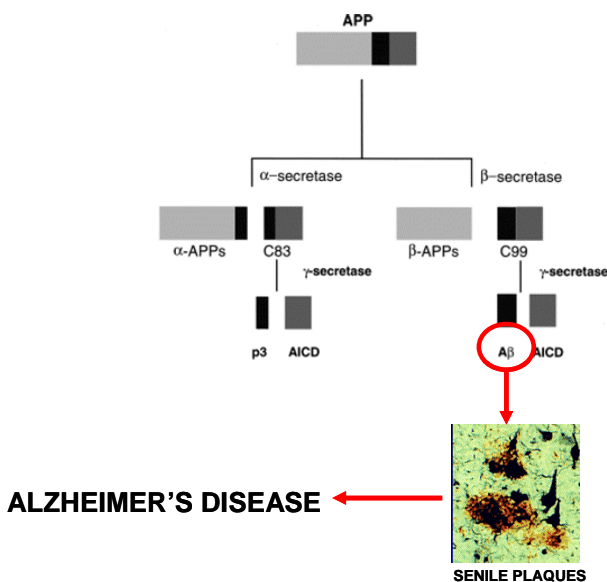 APP
α–secretase
β–secretase
α-APPs
C83
β-APPs
C99
γ-secretase
γ-secretase
p3
AICD
Aβ
AICD
ALZHEIMER'S DISEASE
SENILE PLAQUES